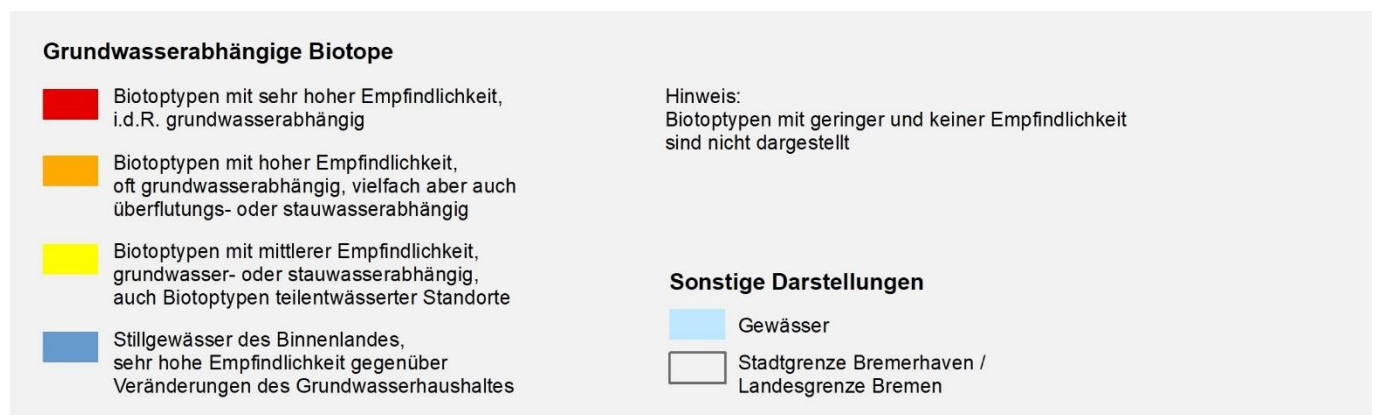 Grundwasserabhängige Biotope
Biotoptypen mit sehr hoher Empfindlichkeit,
i.d.R. grundwasserabhängig
Biotoptypen mit hoher Empfindlichkeit,
oft grundwasserabhängig, vielfach aber auch
überflutungs- oder stauwasserabhängig
Biotoptypen mit mittlerer Empfindlichkeit,
grundwasser- oder stauwasserabhängig,
auch Biotoptypen teilentwässerter Standorte
Stillgewässer des Binnenlandes,
sehr hohe Empfindlichkeit gegenüber
Veränderungen des Grundwasserhaushaltes
Hinweis:
Biotoptypen mit geringer und keiner Empfindlichkeit
sind nicht dargestellt
Sonstige Darstellungen
Gewässer
Stadtgrenze Bremerhaven /
Landesgrenze Bremen